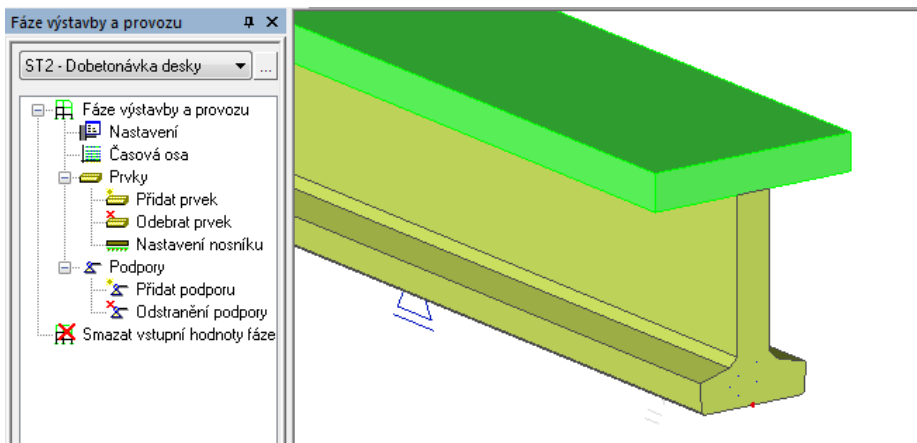 Fáze výstavby a provozu
ST2 - Dobetonávka desky
...
Fáze výstavby a provozu
Nastavení
Časová osa
Prvky
Přidat prvek
Odebrat prvek
Nastavení nosníku
Podpory
Přidat podporu
Odstranění podpory
Smazat vstupní hodnoty fáze